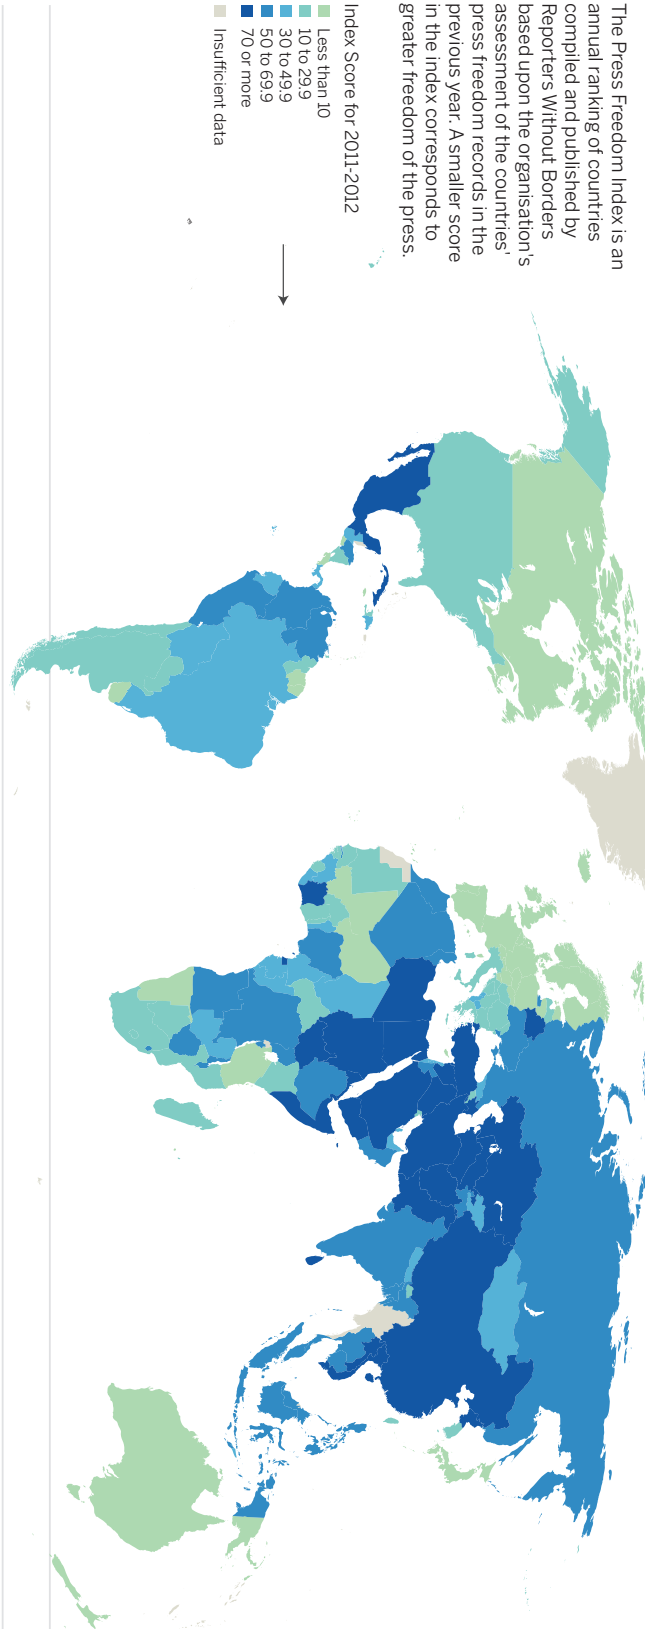 The Press Freedom Index is an
annual ranking of countries
compiled and published by
Reporters Without Borders
based upon the organisation's
assessment of the countries'
press freedom records in the
previous year. A smaller score
in the index corresponds to
greater freedom of the press.
Index Score for 2011-2012
Less than 10
10 to 29.9
30 to 49.9
50 to 69.9
70 or more
Insufficient data